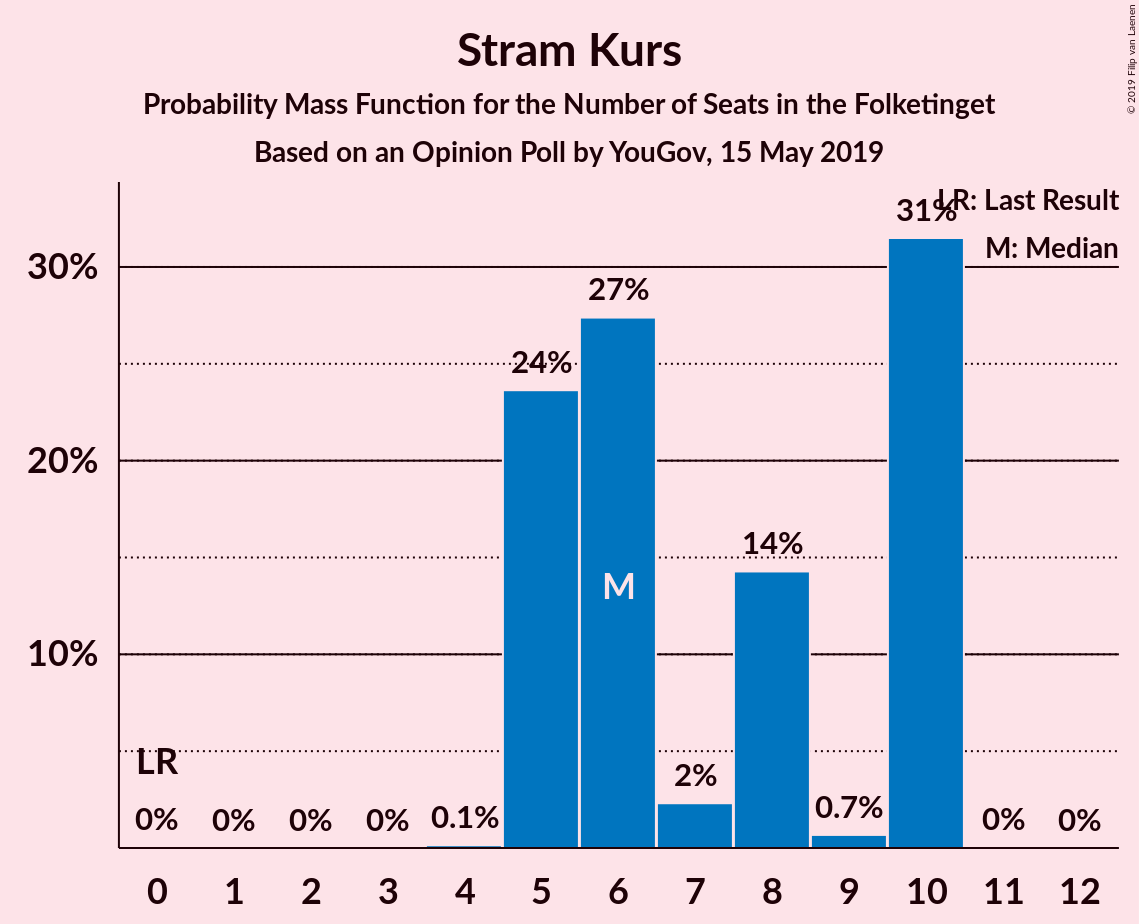 Stram Kurs
Probability Mass Function for the Number of Seats in the Folketinget
Based on an Opinion Poll by YouGov, 15 May 2019
© 2019 Filip van Laenen
LR: Last Result
M: Median
30%
20%
10%
LR
0%
0%
0%
0%
0.1%
24%
27%
M
2%
14%
0.7%
31%
0%
0%
0 1 2 3 4 5 6 7 8 9 10 11 12